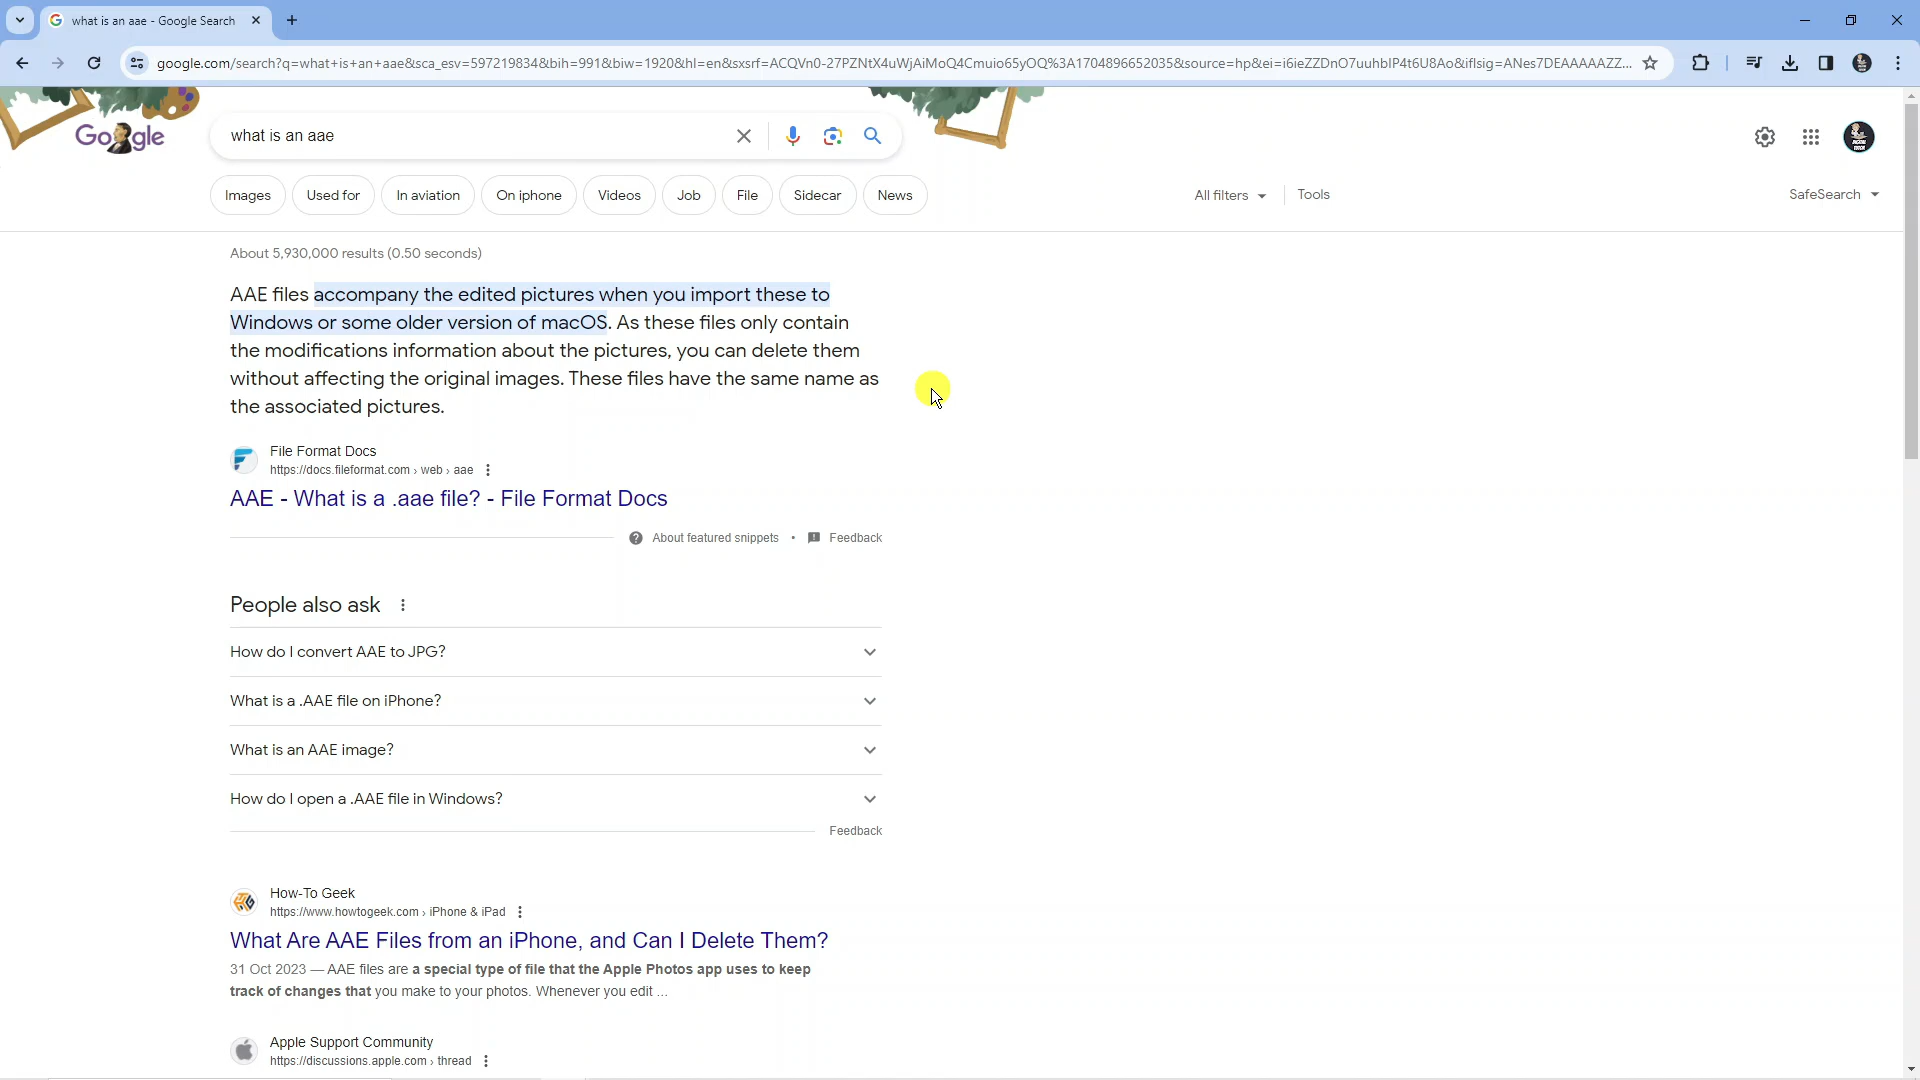 what is an aae - Google Search
google.com/search?q=what+is+an+aae&sca_esv=597219834&bih=991&biw=1920&hl=en&sxsrf=ACQVn0-27PZNtX4uWjAiMoQ4Cmuio65yOQ%3A1704896652035&source=hp&ei=i6ieZZDnO7uuhbIP4t6U8Ao&iflsig=ANes7DEAAAAAZZ...
Google
what is an aae
Images
Used for
In aviation
On iphone
Videos
Job
File
Sidecar
News
All filters
Tools
SafeSearch
About 5,930,000 results (0.50 seconds)
AAE files accompany the edited pictures when you import these to
Windows or some older version of macOS. As these files only contain
the modifications information about the pictures, you can delete them
without affecting the original images. These files have the same name as
the associated pictures.
File Format Docs
https://docs.fileformat.com › web › aae
AAE - What is a .aae file? - File Format Docs
About featured snippets • Feedback
People also ask
How do I convert AAE to JPG?
What is a .AAE file on iPhone?
What is an AAE image?
How do I open a .AAE file in Windows?
Feedback
How-To Geek
https://www.howtogeek.com › iPhone & iPad
What Are AAE Files from an iPhone, and Can I Delete Them?
31 Oct 2023 — AAE files are a special type of file that the Apple Photos app uses to keep
track of changes that you make to your photos. Whenever you edit ...
Apple Support Community
https://discussions.apple.com › thread